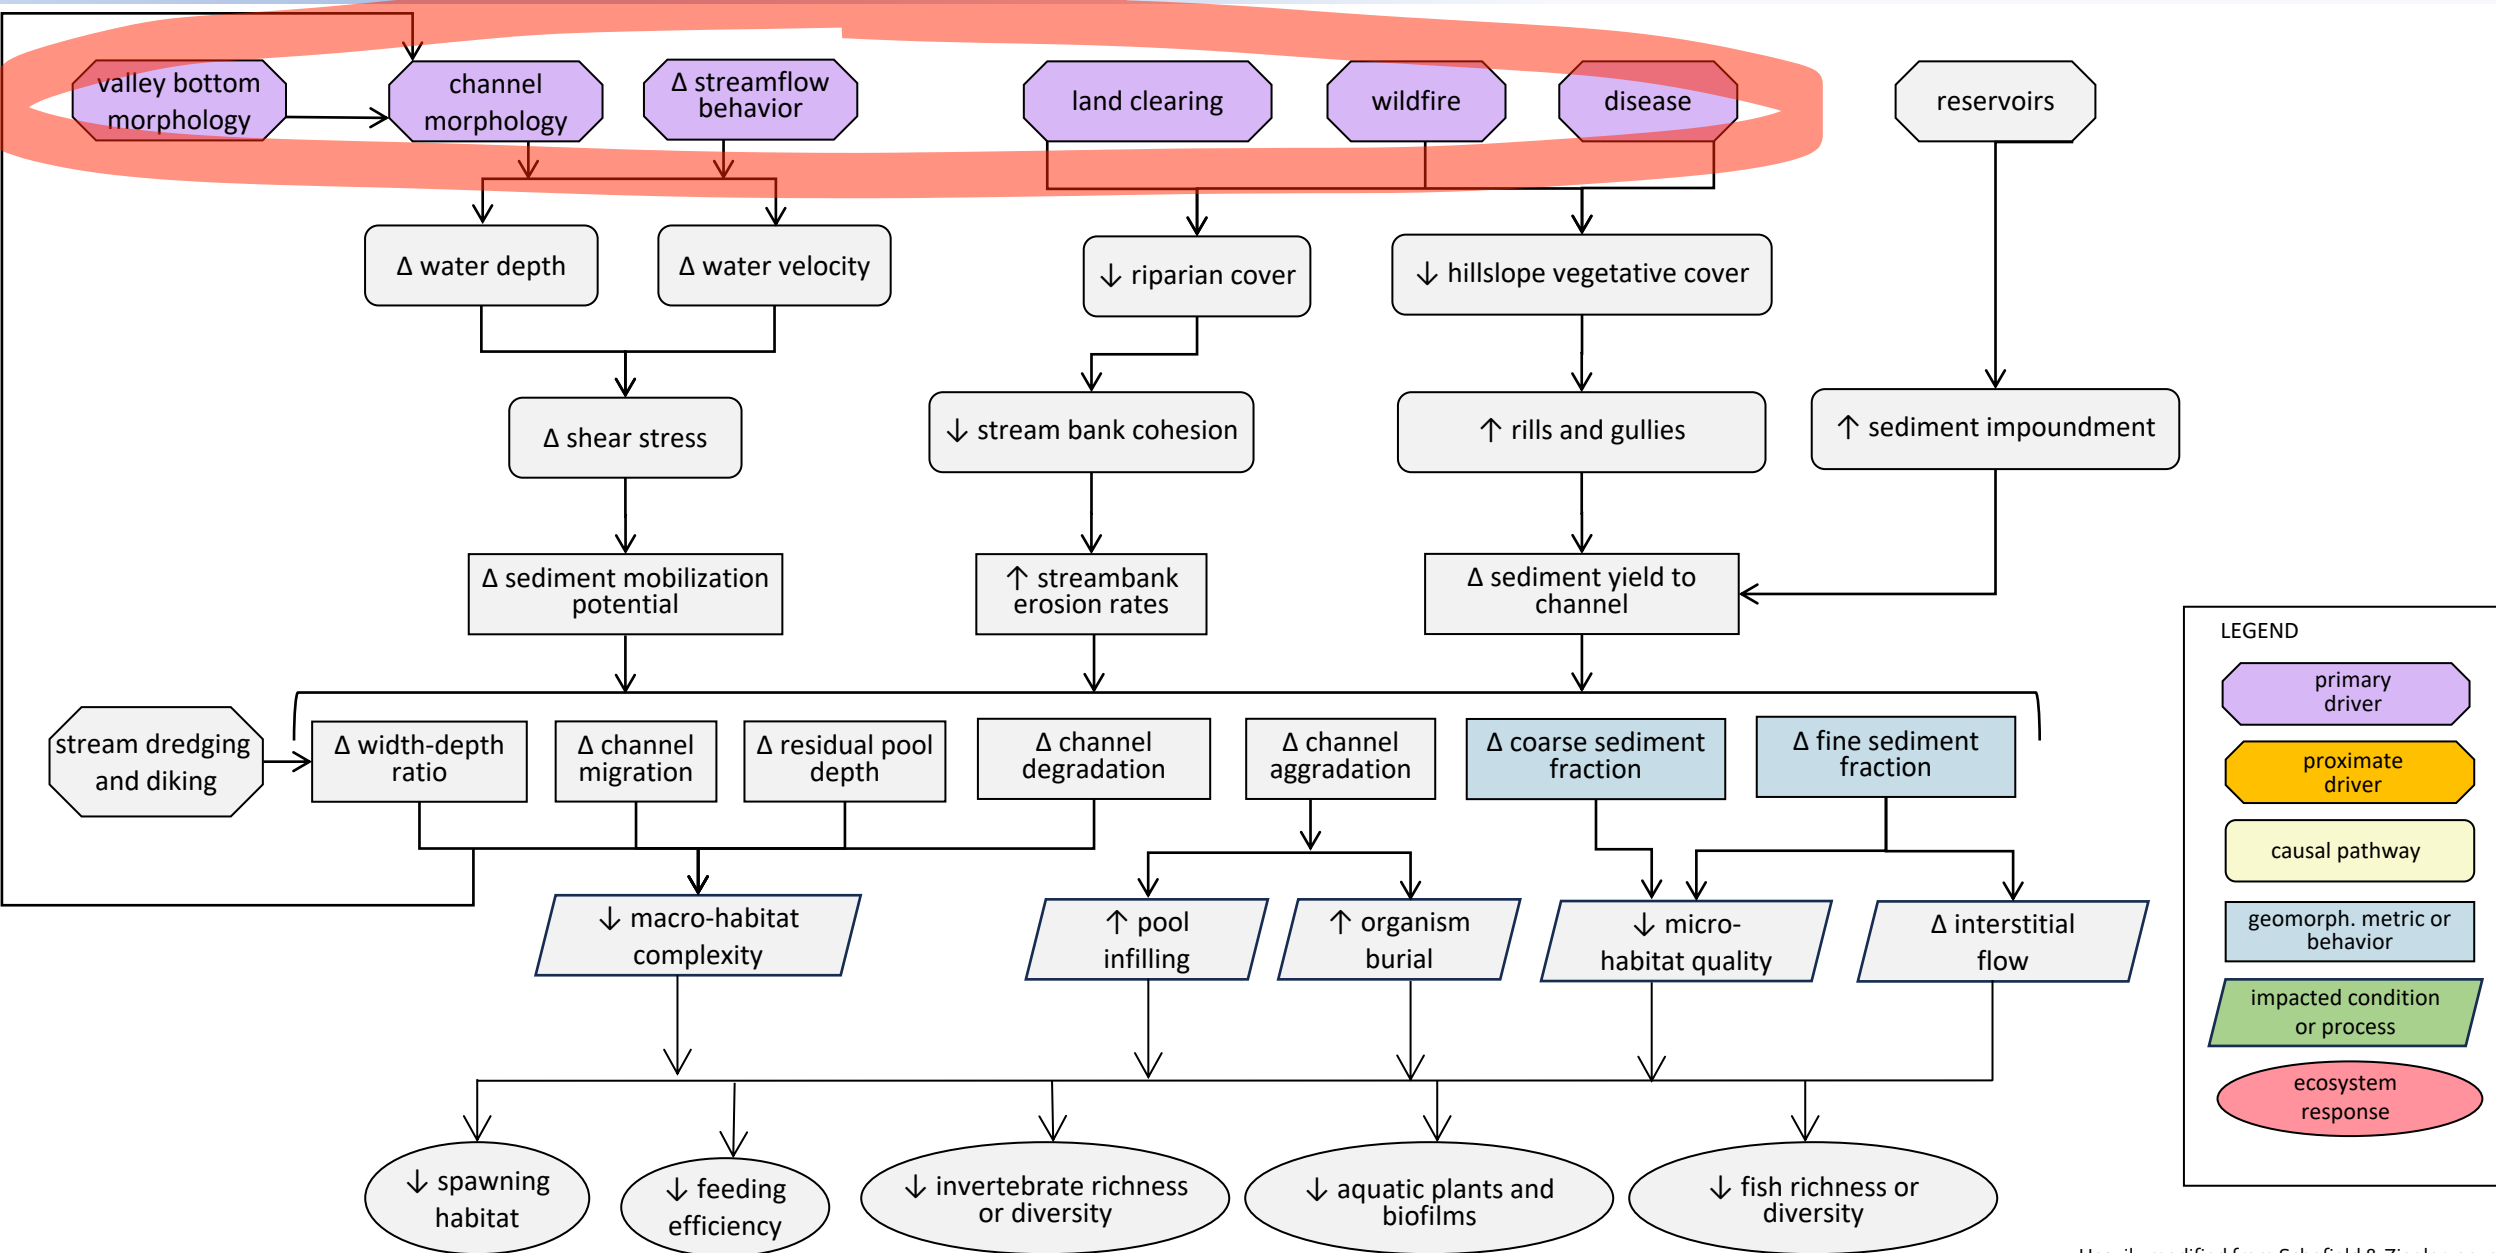 valley bottom
morphology
channel
morphology
Δ streamflow
behavior
land clearing
wildfire
disease
reservoirs
Δ water depth
Δ water velocity
↓ riparian cover
↓ hillslope vegetative cover
Δ shear stress
↓ stream bank cohesion
↑ rills and gullies
↑ sediment impoundment
Δ sediment mobilization
potential
↑ streambank
erosion rates
Δ sediment yield to
channel
stream dredging
and diking
Δ width-depth
ratio
Δ channel
migration
Δ residual pool
depth
Δ channel
degradation
Δ channel
aggradation
Δ coarse sediment
fraction
Δ fine sediment
fraction
↓ macro-habitat
complexity
↑ pool
infilling
↑ organism
burial
↓ micro-
habitat quality
Δ interstitial
flow
↓ spawning
habitat
↓ feeding
efficiency
↓ invertebrate richness
or diversity
↓ aquatic plants and
biofilms
↓ fish richness or
diversity
LEGEND
primary
driver
proximate
driver
causal pathway
geomorph. metric or
behavior
impacted condition
or process
ecosystem
response